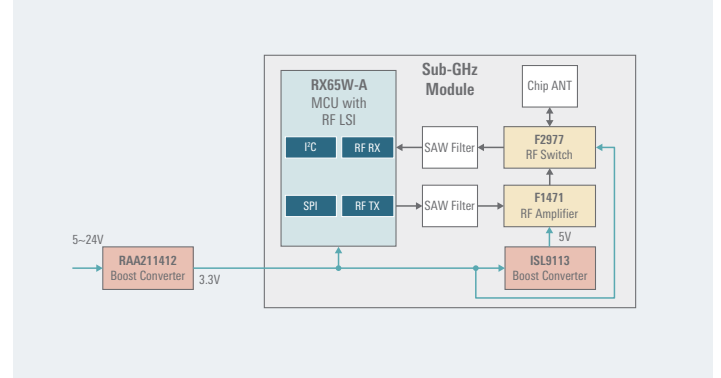 Sub-GHz
Module
RX65W-A
MCU with
RF LSI
Chip ANT
I²C
RF RX
SAW Filter
F2977
RF Switch
SPI
RF TX
SAW Filter
F1471
RF Amplifier
5~24V
5V
RAA211412
Boost Converter
3.3V
ISL9113
Boost Converter